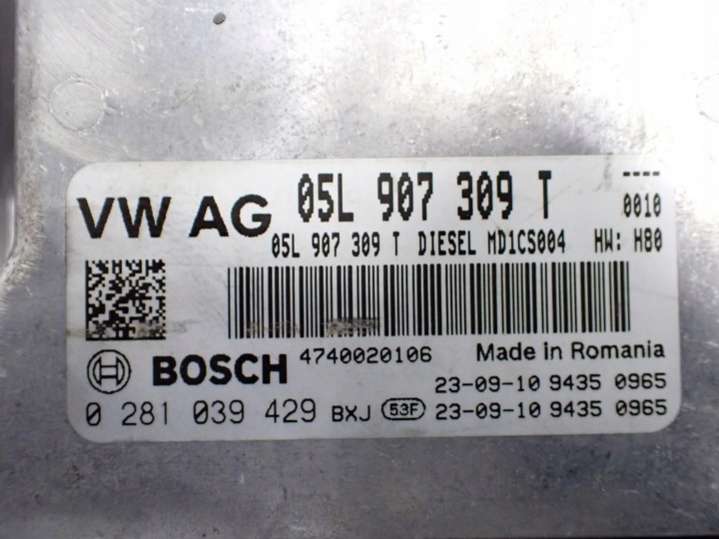 VW AG 05L 907 309 T ----
0010
05L 907 309 T DIESEL MD1CS004 HW: H80
BOSCH 4740020106 Made in Romania
23-09-10 9435 0965
0 281 039 429 BXJ 53F 23-09-10 9435 0965